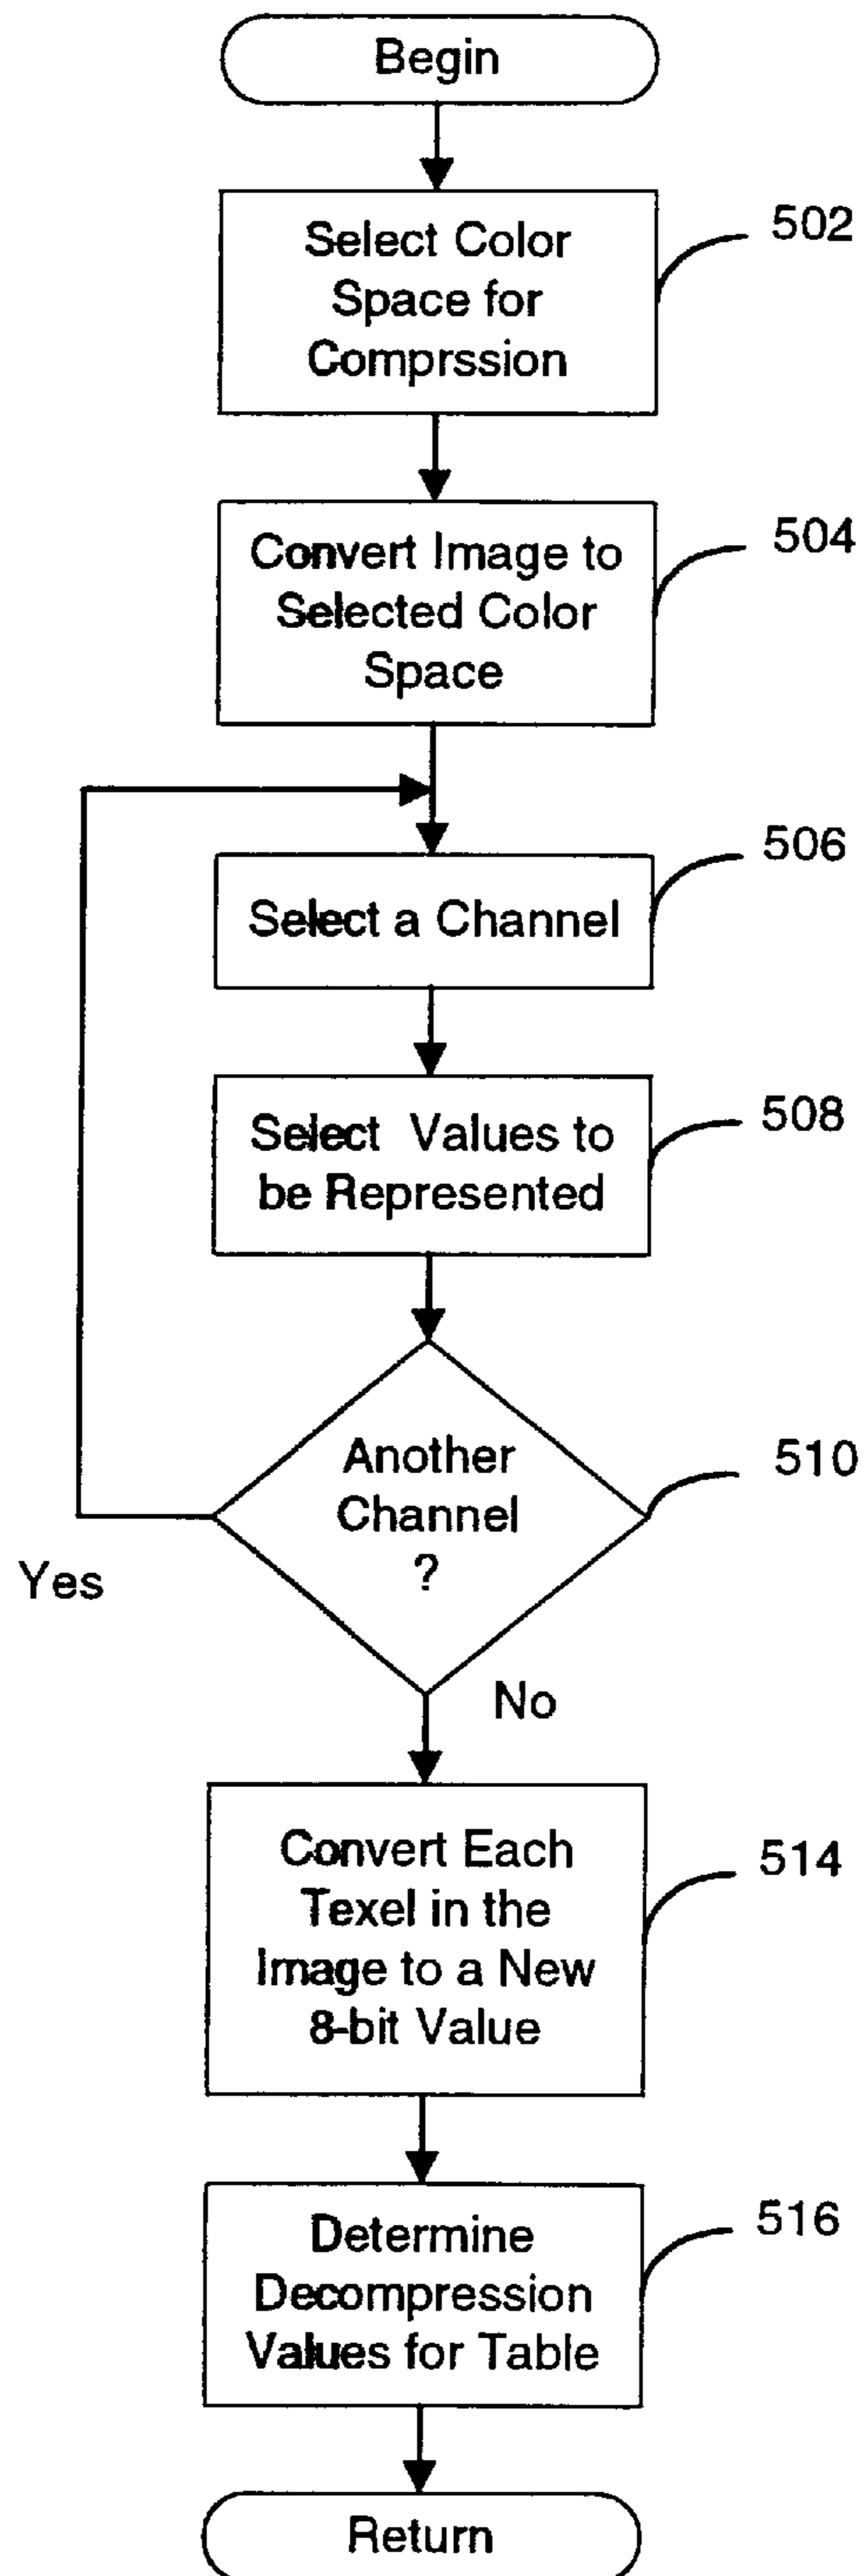 Begin
Select Color
Space for
Comprssion
502
Convert Image to
Selected Color
Space
504
Select a Channel
506
Select Values to
be Represented
508
Another
Channel
?
510
Yes
No
Convert Each
Texel in the
Image to a New
8-bit Value
514
Determine
Decompression
Values for Table
516
Return